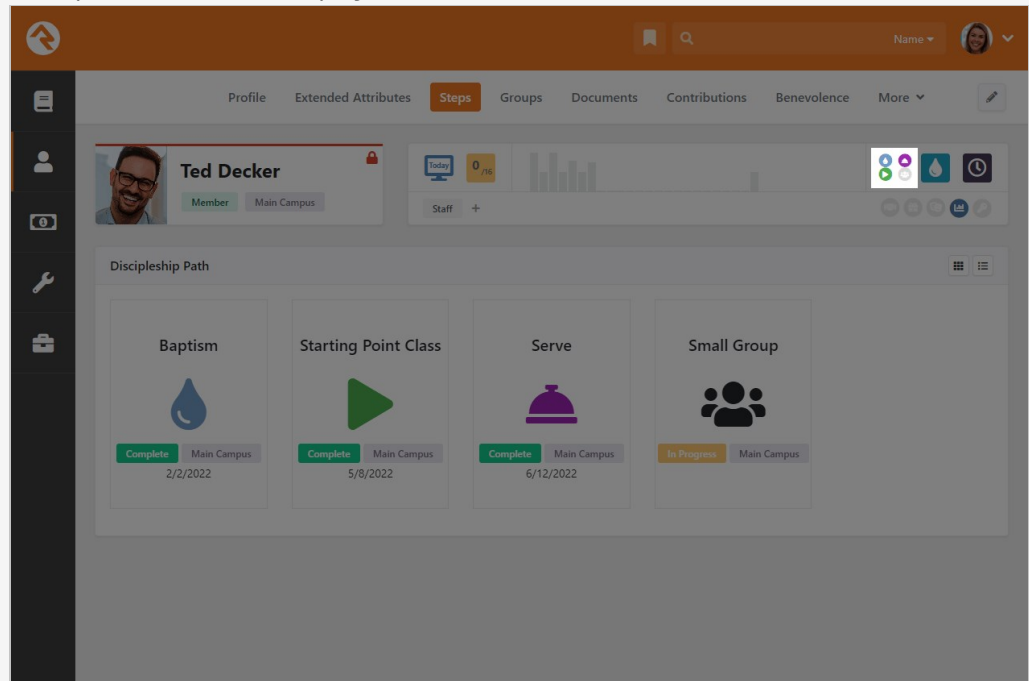 Name
Profile Extended Attributes Steps Groups Documents Contributions Benevolence More
Ted Decker
Member Main Campus
Today 0 /16
Staff +
Discipleship Path
Baptism Starting Point Class Serve Small Group
Complete Main Campus Complete Main Campus Complete Main Campus In Progress Main Campus
2/2/2022 5/8/2022 6/12/2022